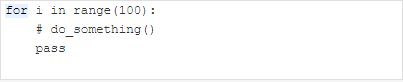 for i in range(100):
    # do_something()
    pass